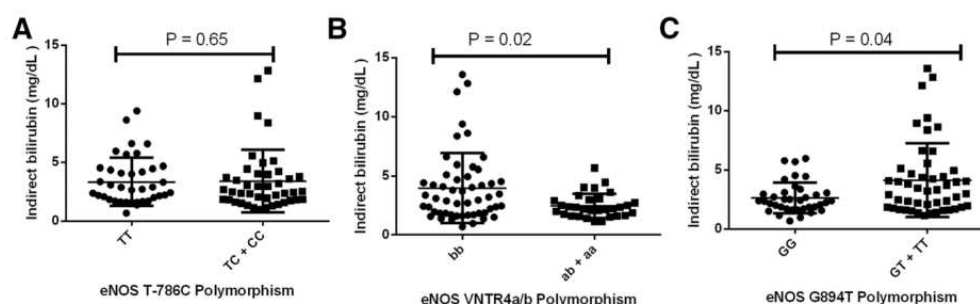 A
P = 0.65
Indirect bilirubin (mg/dL)
15
10
5
0
TT
TC + CC
eNOS T-786C Polymorphism
B
P = 0.02
Indirect bilirubin (mg/dL )
15
10
5
0
bb
ab + aa
eNOS VNTR4a/b Polymorphism
C
P = 0.04
Indirect bilirubin (mg/dL )
15
10
5
0
GG
GT + TT
eNOS G894T Polymorphism